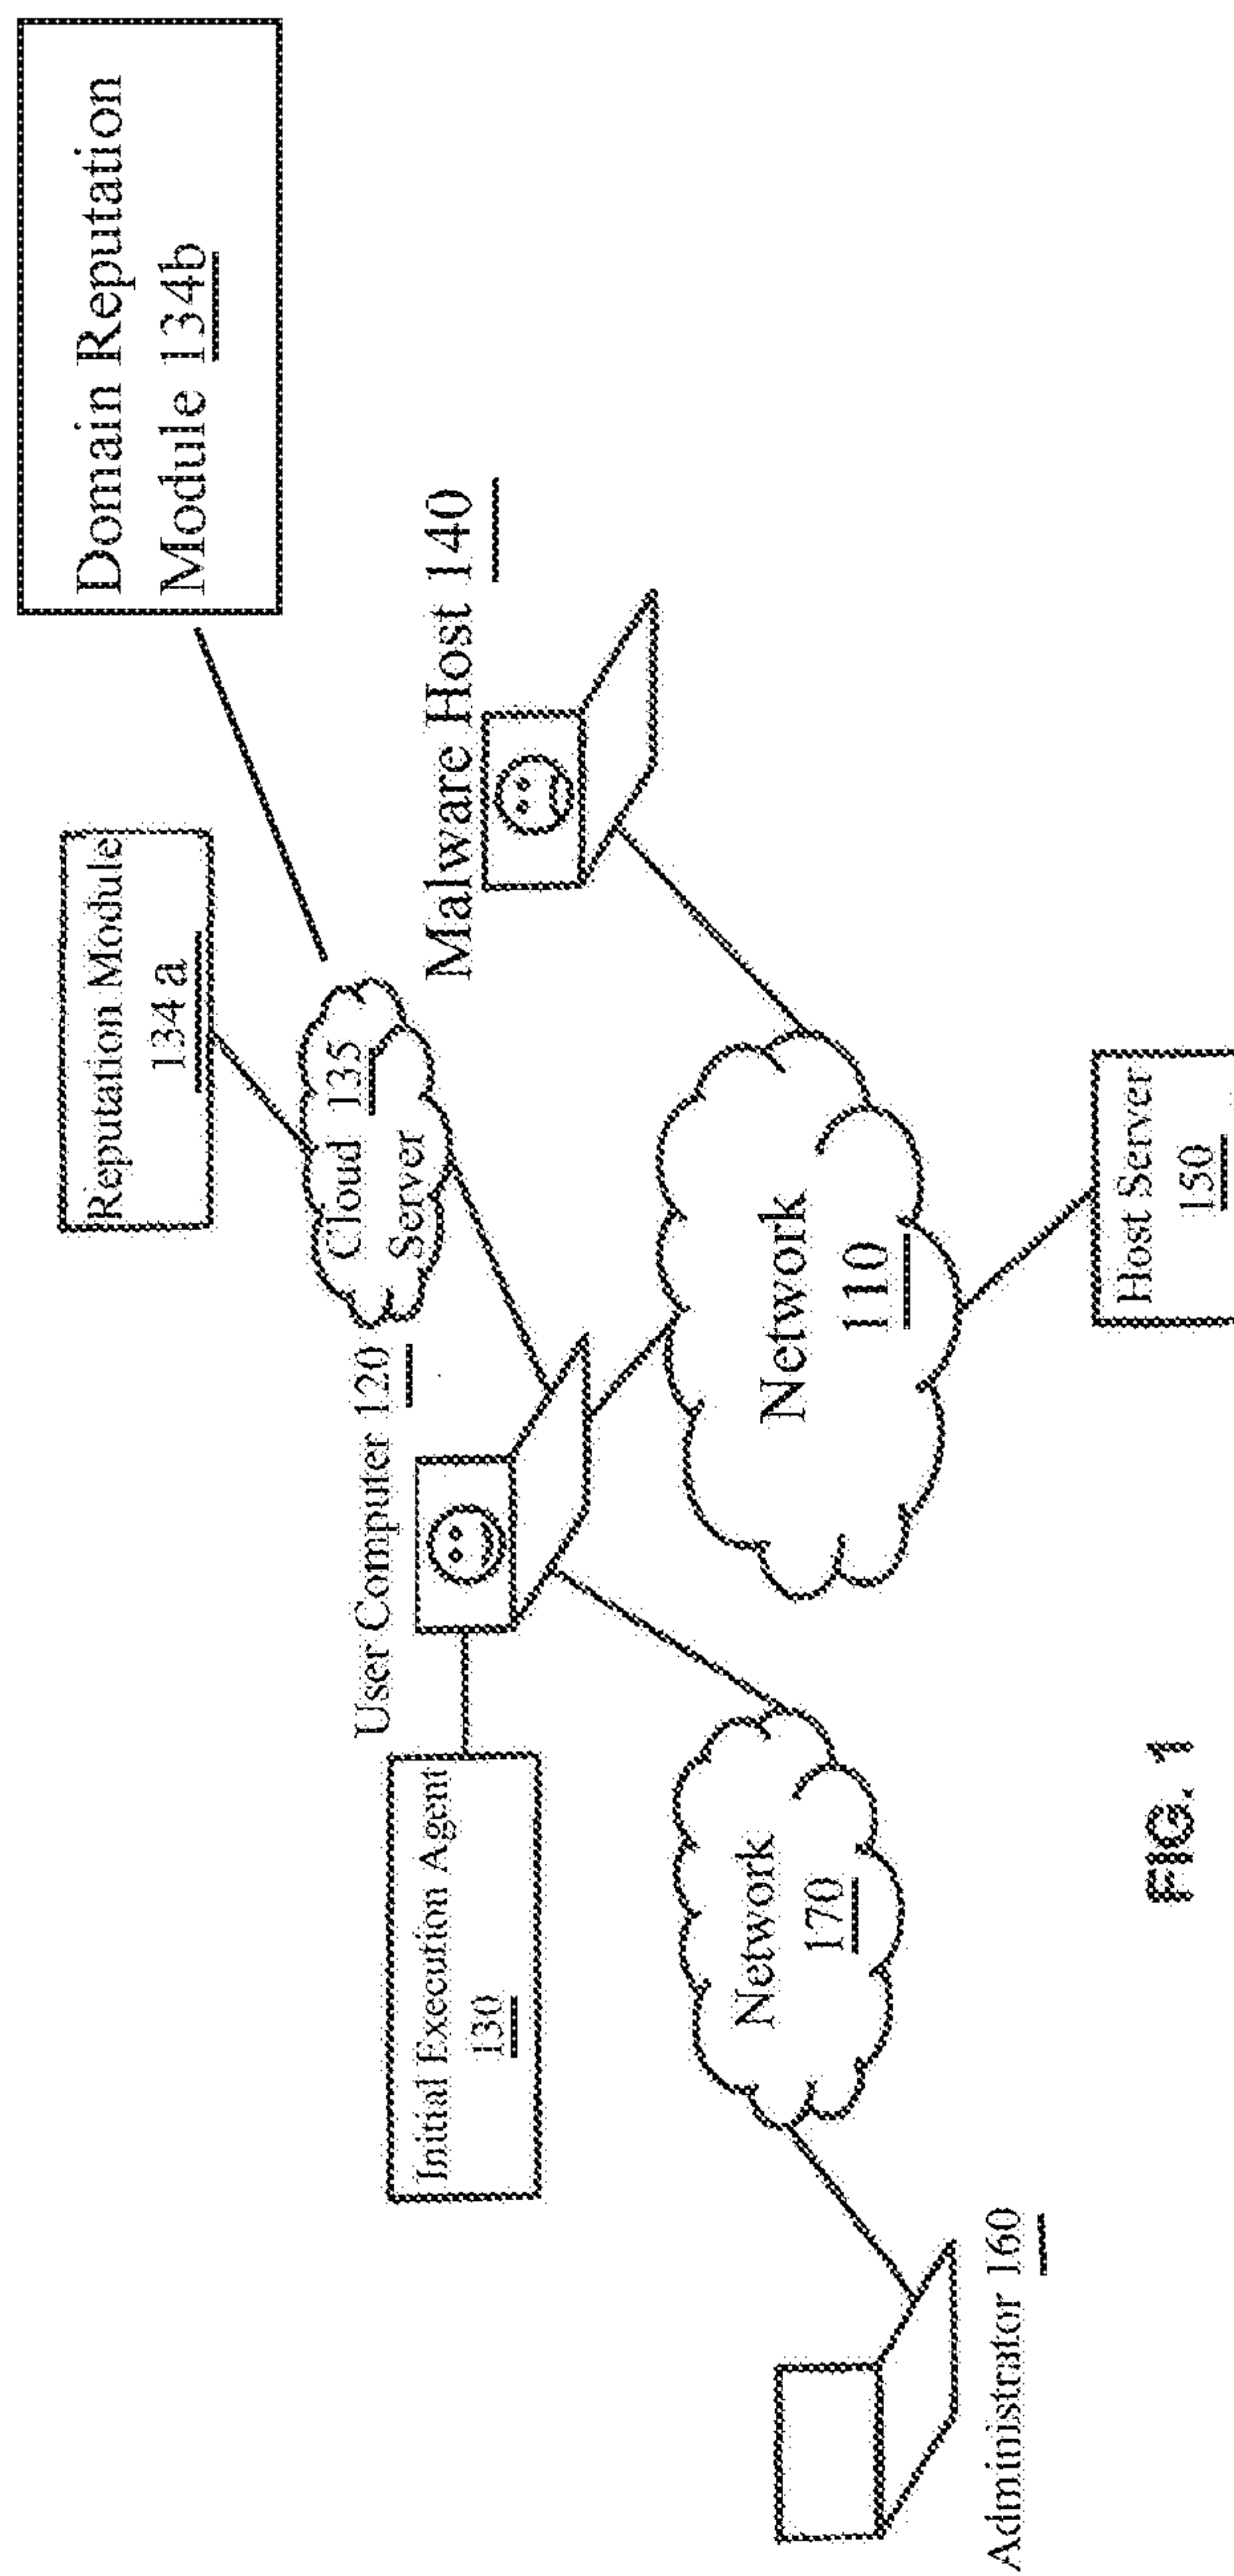 Domain Reputation
Module 134b
Reputation Module
134a
Cloud 135
Server
Malware Host 140
User Computer 120
Initial Execution Agent
130
Network
110
Network
170
Host Server
150
Administrator 160
FIG. 1